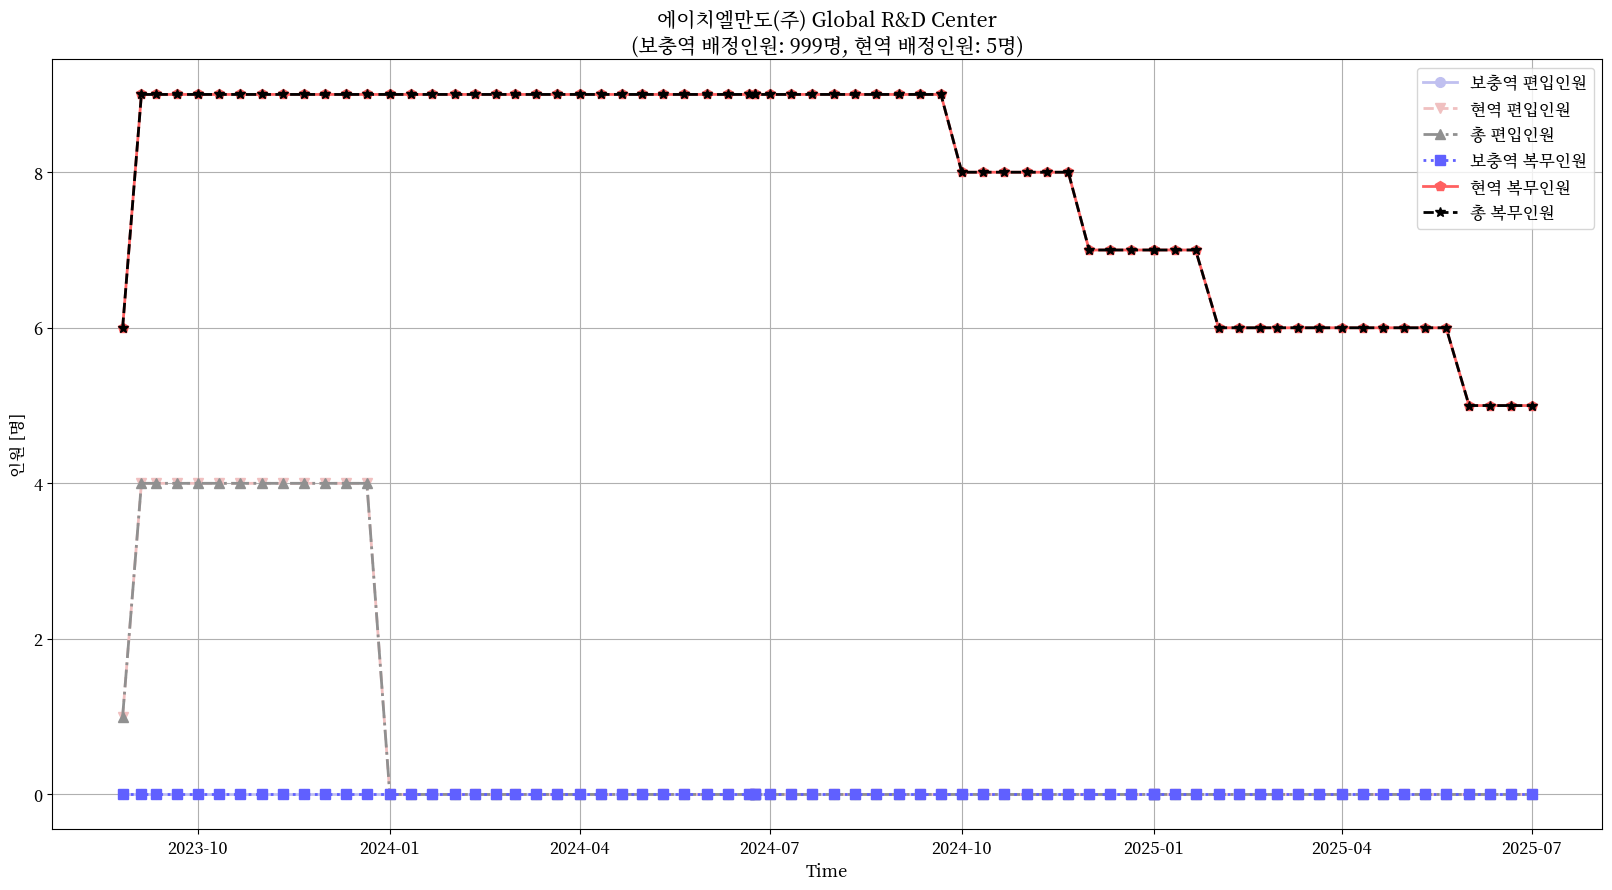 에이치엘만도(주) Global R&D Center
(보충역 배정인원: 999명, 현역 배정인원: 5명)
보충역 편입인원
현역 편입인원
총 편입인원
보충역 복무인원
현역 복무인원
총 복무인원
인원 [명]
8
6
4
2
0
2023-10
2024-01
2024-04
2024-07
2024-10
2025-01
2025-04
2025-07
Time